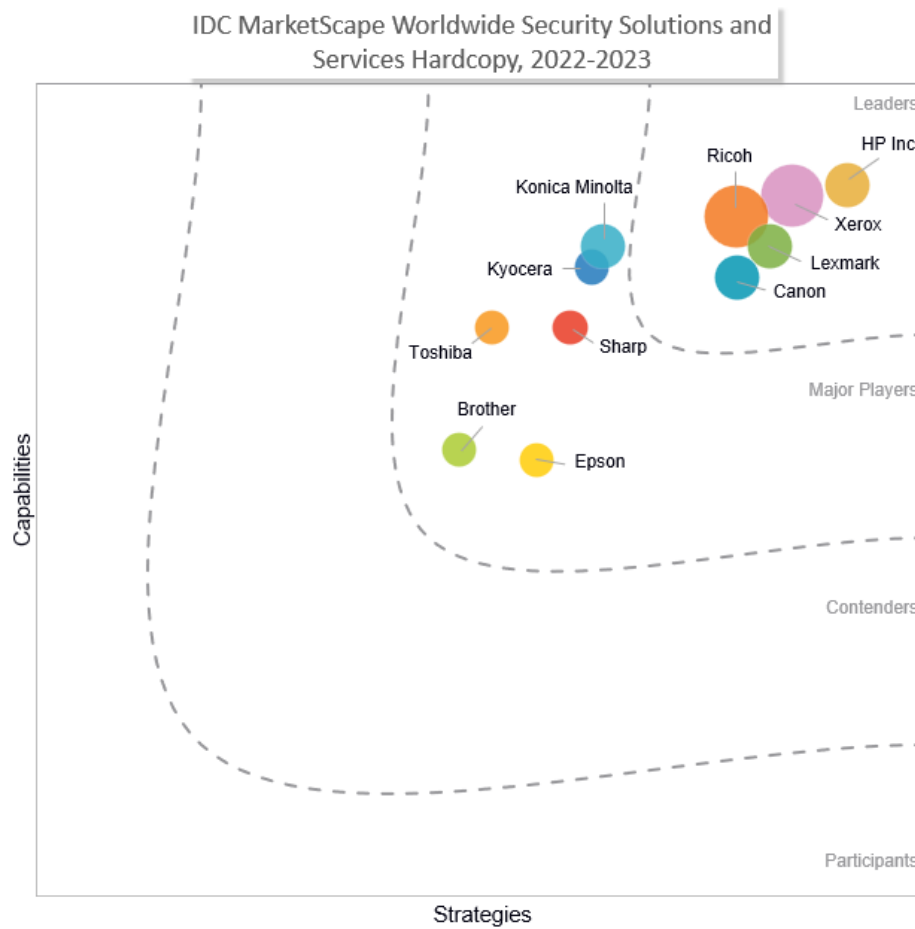 IDC MarketScape Worldwide Security Solutions and
Services Hardcopy, 2022-2023
Leaders
HP Inc
Ricoh
Konica Minolta
Xerox
Kyocera
Lexmark
Canon
Toshiba
Sharp
Major Players
Brother
Epson
Capabilities
Contenders
Participants
Strategies